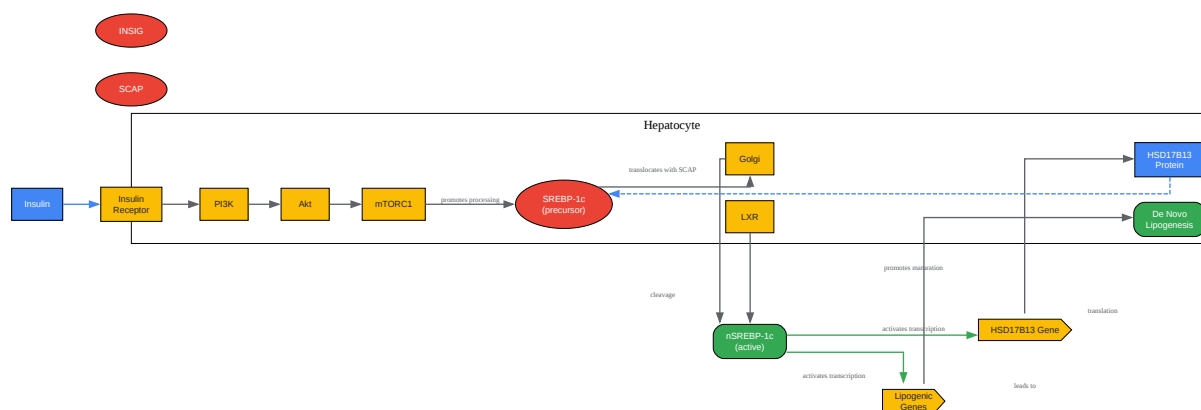 INSIG
SCAP
Hepatocyte
Golgi
HSD17B13
Protein
translocates with SCAP
Insulin
Insulin
Receptor
PI3K
Akt
mTORC1
promotes processing
SREBP-1c
(precursor)
LXR
De Novo
Lipogenesis
promotes maturation
cleavage
translation
nSREBP-1c
(active)
activates transcription
HSD17B13 Gene
activates transcription
leads to
Lipogenic
Genes